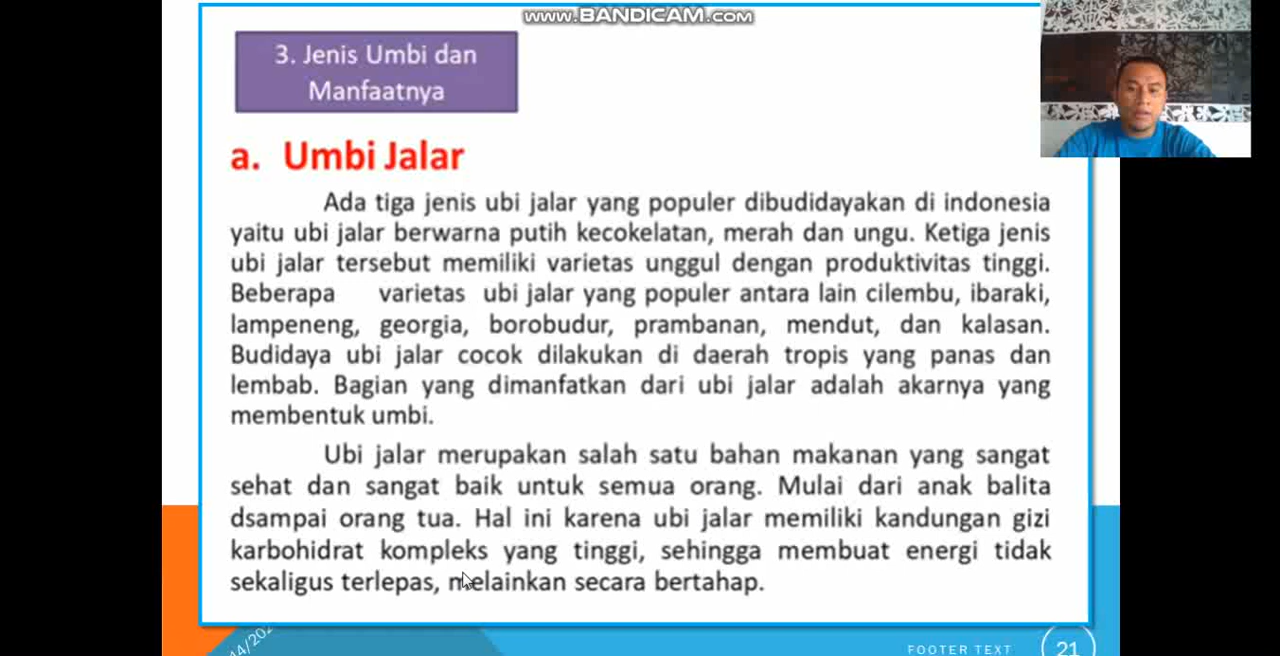 www.BANDICAM.com
3. Jenis Umbi dan
Manfaatnya
a. Umbi Jalar
Ada tiga jenis ubi jalar yang populer dibudidayakan di indonesia
yaitu ubi jalar berwarna putih kecokelatan, merah dan ungu. Ketiga jenis
ubi jalar tersebut memiliki varietas unggul dengan produktivitas tinggi.
Beberapa varietas ubi jalar yang populer antara lain cilembu, ibaraki,
lampeneng, georgia, borobudur, prambanan, mendut, dan kalasan.
Budidaya ubi jalar cocok dilakukan di daerah tropis yang panas dan
lembab. Bagian yang dimanfatkan dari ubi jalar adalah akarnya yang
membentuk umbi.
Ubi jalar merupakan salah satu bahan makanan yang sangat
sehat dan sangat baik untuk semua orang. Mulai dari anak balita
dsampai orang tua. Hal ini karena ubi jalar memiliki kandungan gizi
karbohidrat kompleks yang tinggi, sehingga membuat energi tidak
sekaligus terlepas, melainkan secara bertahap.
FOOTER TEXT
21